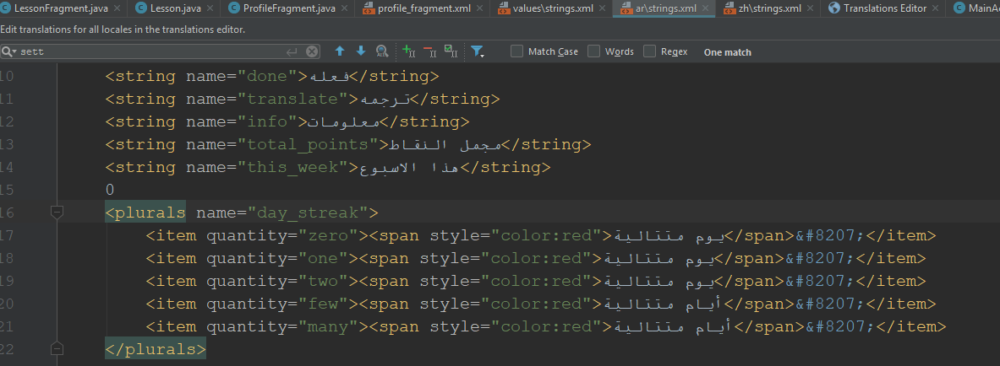 LessonFragment.java
Lesson.java
ProfileFragment.java
profile_fragment.xml
values\strings.xml
ar\strings.xml
zh\strings.xml
Translations Editor
MainAc
Edit translations for all locales in the translations editor.
sett
Match Case
Words
Regex
One match
10 <string name="done">فعله</string>
11 <string name="translate">ترجمه</string>
12 <string name="info">معلومات</string>
13 <string name="total_points">مجمل النقاط</string>
14 <string name="this_week">هذا الاسبوع</string>
15 0
16 <plurals name="day_streak">
17 <item quantity="zero"><span style="color:red">يوم متتالية</span>&#8207;</item>
18 <item quantity="one"><span style="color:red">يوم متتالية</span>&#8207;</item>
19 <item quantity="two"><span style="color:red">يوم متتالية</span>&#8207;</item>
20 <item quantity="few"><span style="color:red">أيام متتالية</span>&#8207;</item>
21 <item quantity="many"><span style="color:red">أيام متتالية</span>&#8207;</item>
22 </plurals>